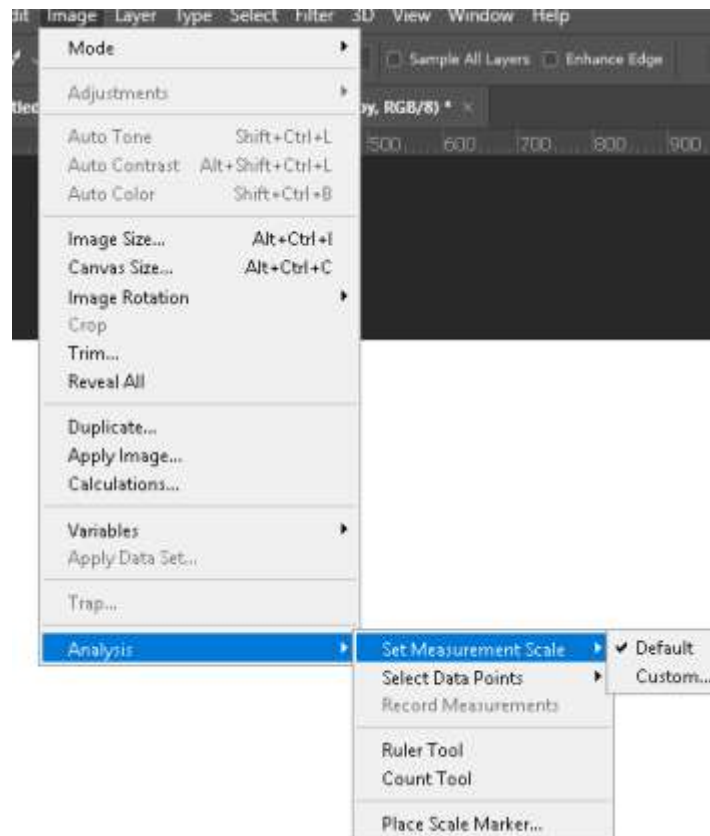 Image Layer Type Select Filter 3D View Window Help
Sample All Layers Enhance Edge
RGB/8) * ×
500 600 700 800 900
Mode
Adjustments
Auto Tone Shift+Ctrl+L
Auto Contrast Alt+Shift+Ctrl+L
Auto Color Shift+Ctrl+B
Image Size... Alt+Ctrl+I
Canvas Size... Alt+Ctrl+C
Image Rotation
Crop
Trim...
Reveal All
Duplicate...
Apply Image...
Calculations...
Variables
Apply Data Set...
Trap...
Analysis
Set Measurement Scale
Default
Select Data Points
Custom...
Record Measurements
Ruler Tool
Count Tool
Place Scale Marker...